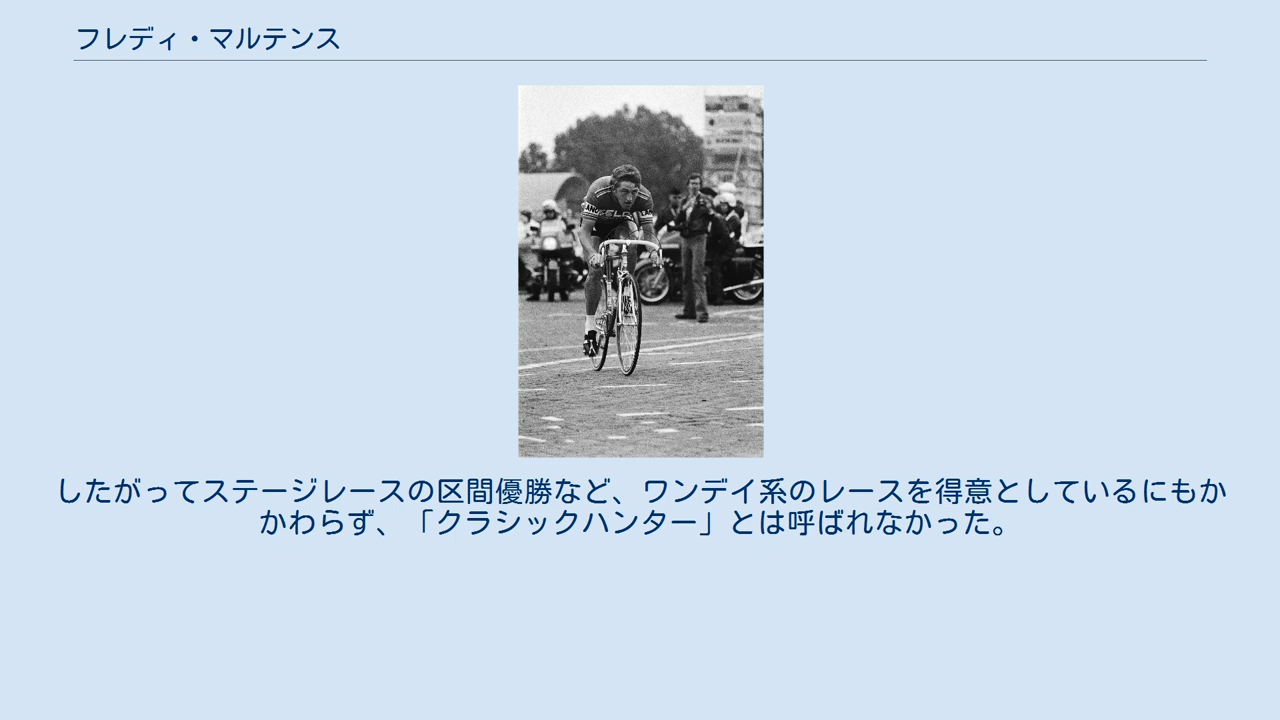 フレディ・マルテンス
したがってステージレースの区間優勝など、ワンデイ系のレースを得意としているにもか
かわらず、「クラシックハンター」とは呼ばれなかった。